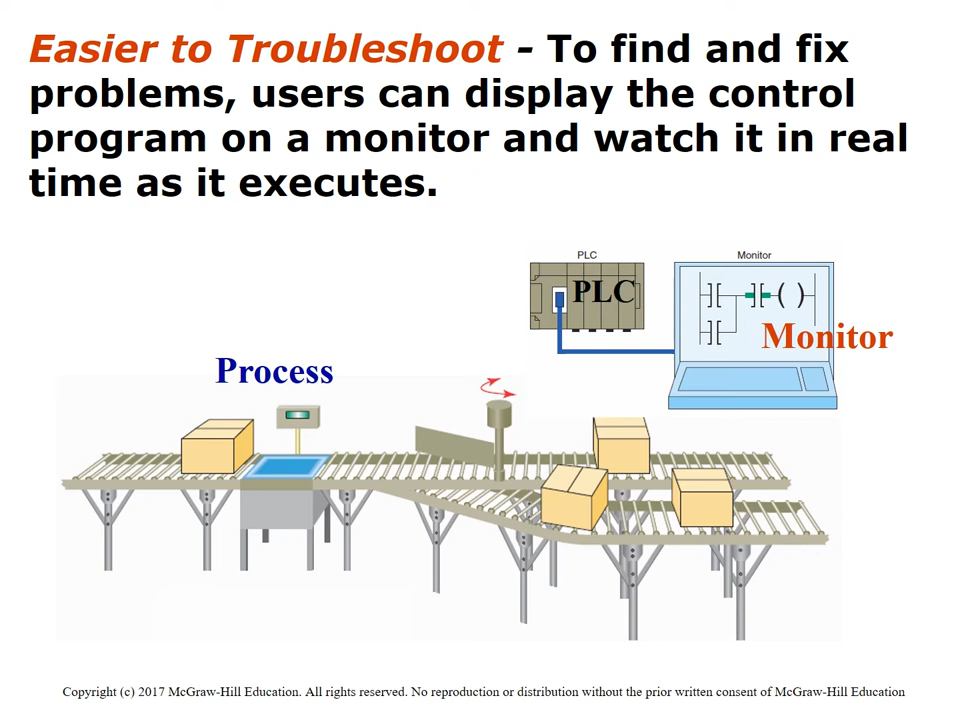 Easier to Troubleshoot - To find and fix
problems, users can display the control
program on a monitor and watch it in real
time as it executes.
PLC
Monitor
PLC
Monitor
Process
Copyright (c) 2017 McGraw-Hill Education. All rights reserved. No reproduction or distribution without the prior written consent of McGraw-Hill Education